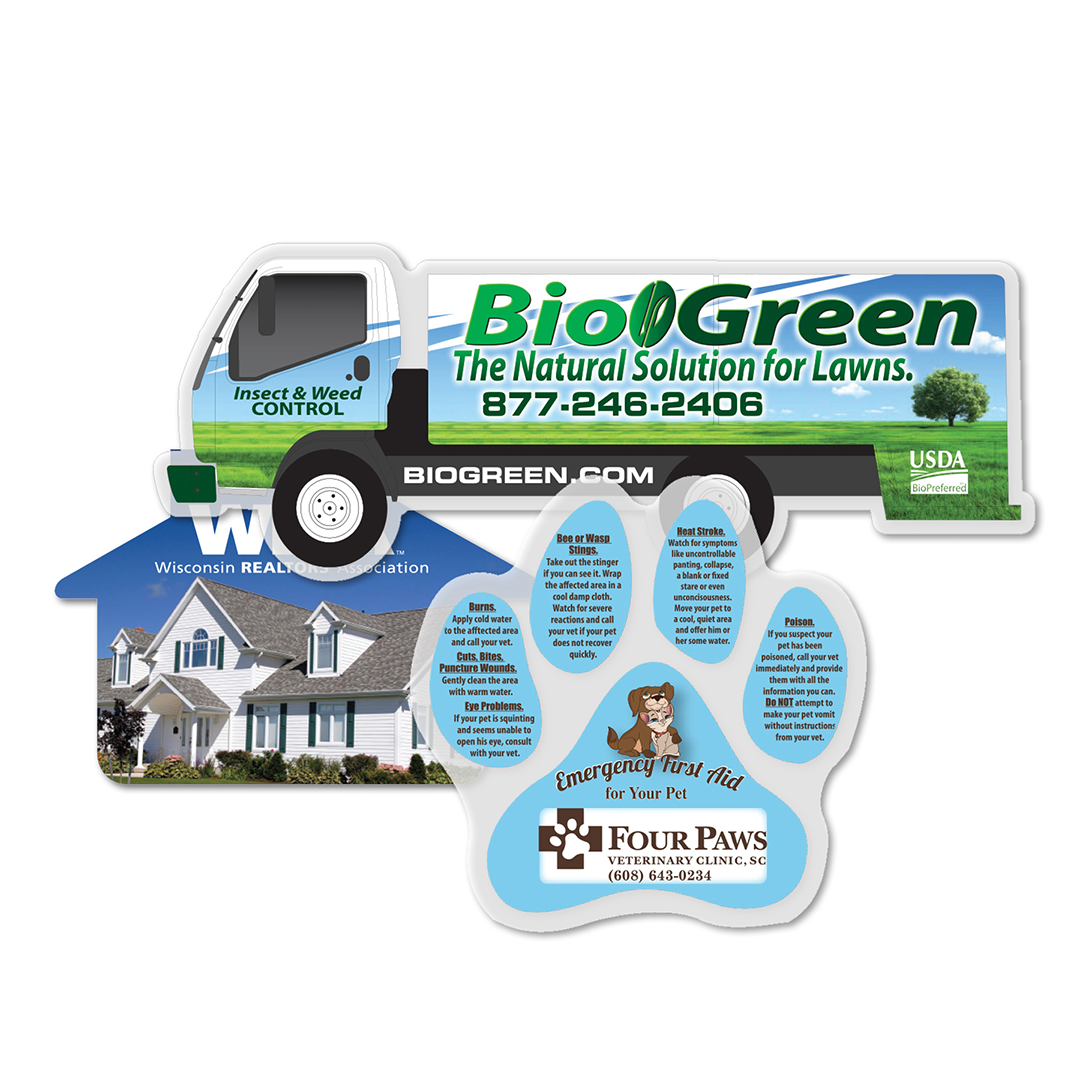 BioGreen
The Natural Solution for Lawns.
877-246-2406
Insect & Weed
CONTROL
BIOGREEN.COM
USDA
BioPreferred
W
™
Wisconsin REALTORS® Association
Bee or Wasp
Stings.
Take out the stinger
if you can see it. Wrap
the affected area in a
cool damp cloth.
Watch for severe
reactions and call
your vet if your pet
does not recover
quickly.
Heat Stroke.
Watch for symptoms
like uncontrollable
panting, collapse,
a blank or fixed
stare or even
unconcisousness.
Move your pet to
a cool, quiet area
and offer him or
her some water.
Burns.
Apply cold water
to the afftected area
and call your vet.
Cuts, Bites,
Puncture Wounds.
Gently clean the area
with warm water.
Eye Problems.
If your pet is squinting
and seems unable to
open his eye, consult
with your vet.
Poison.
If you suspect your
pet has been
poisoned, call your vet
immediately and provide
them with all the
information you can.
Do NOT attempt to
make your pet vomit
without instructions
from your vet.
Emergency First Aid
for Your Pet
FOUR PAWS
VETERINARY CLINIC, SC
(608) 643-0234